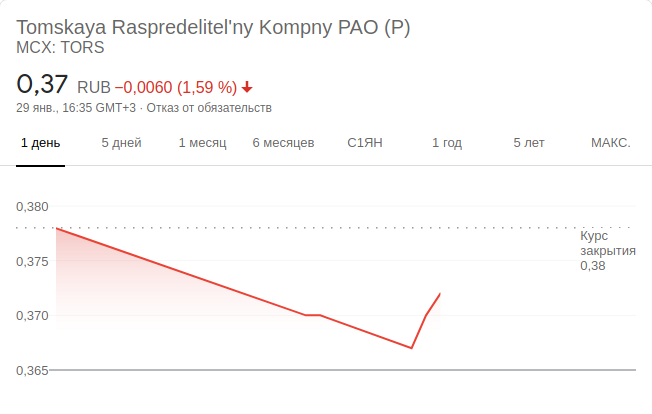 Tomskaya Raspredelitel'ny Kompny PAO (P)
MCX: TORS
0,37 RUB −0,0060 (1,59 %)
29 янв., 16:35 GMT+3 · Отказ от обязательств
1 день 5 дней 1 месяц 6 месяцев С1ЯН 1 год 5 лет МАКС.
0,380
Курс
закрытия
0,38
0,375
0,370
0,365